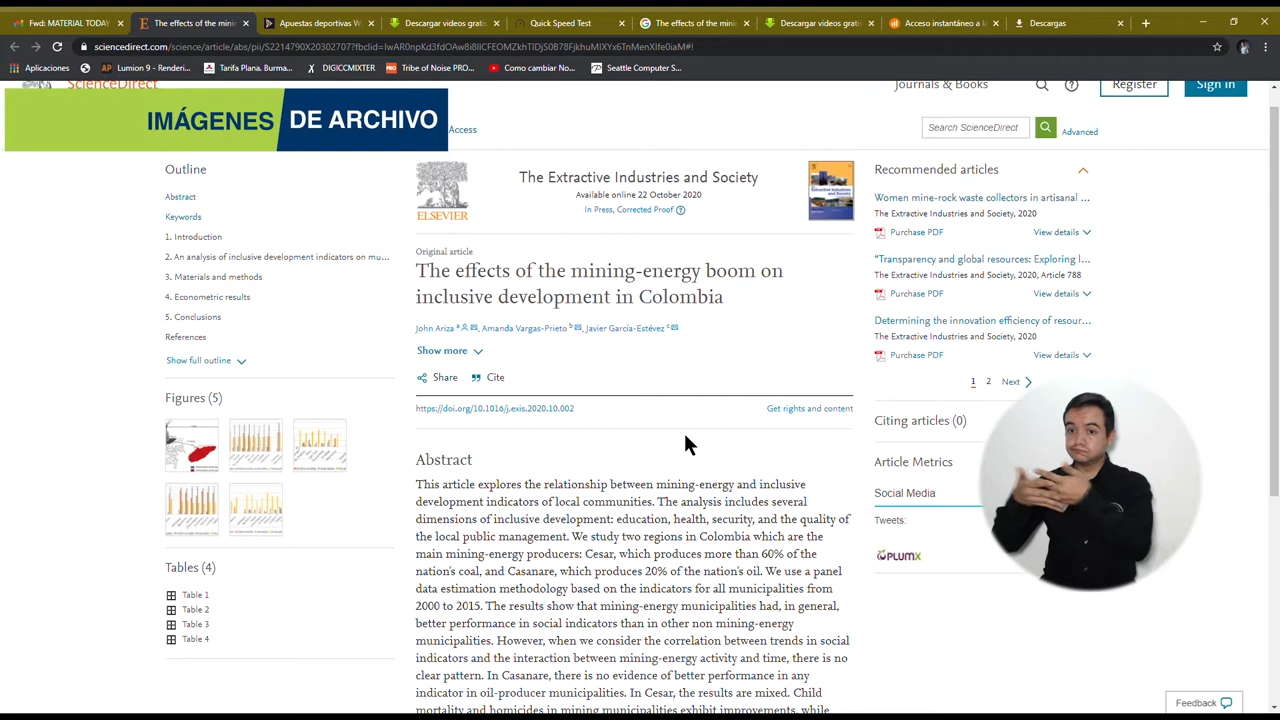 Fwd: MATERIAL TODAY
The effects of the minin
Apuestas deportivas W
Descargar videos gratis
Quick Speed Test
The effects of the minin
Descargar videos gratis
Acceso instantáneo a l
Descargas
Aplicaciones
Lumion 9 - Renderi...
Tarifa Plana. Burma...
DIGICCMIXTER
Tribe of Noise PRO...
Como cambiar No...
Seattle Computer S...
ScienceDirect
Journals & Books
Register
Sign in
IMÁGENES DE ARCHIVO
Access
Search ScienceDirect
Advanced
Outline
Abstract
Keywords
1. Introduction
2. An analysis of inclusive development indicators on mu...
3. Materials and methods
4. Econometric results
5. Conclusions
References
Show full outline
Figures (5)
Tables (4)
Table 1
Table 2
Table 3
Table 4
ELSEVIER
The Extractive Industries and Society
Available online 22 October 2020
In Press, Corrected Proof
Original article
The effects of the mining-energy boom on
inclusive development in Colombia
John Ariza a, Amanda Vargas-Prieto b, Javier García-Estévez c
Show more
Share Cite
https://doi.org/10.1016/j.exis.2020.10.002
Get rights and content
Abstract
This article explores the relationship between mining-energy and inclusive
development indicators of local communities. The analysis includes several
dimensions of inclusive development: education, health, security, and the quality
of the local public management. We study two regions in Colombia which are the
main mining-energy producers: Cesar, which produces more than 60% of the
nation's coal, and Casanare, which produces 20% of the nation's oil. We use a panel
data estimation methodology based on the indicators for all municipalities from
2000 to 2015. The results show that mining-energy municipalities had, in general,
better performance in social indicators than in other non mining-energy
municipalities. However, when we consider the correlation between trends in social
indicators and the interaction between mining-energy activity and time, there is no
clear pattern. In Casanare, there is no evidence of better performance in any
indicator in oil-producer municipalities. In Cesar, the results are mixed. Child
mortality and homicides in mining municipalities exhibit improvements, while
Recommended articles
Women mine-rock waste collectors in artisanal ...
The Extractive Industries and Society, 2020
Purchase PDF
View details
“Transparency and global resources: Exploring l...
The Extractive Industries and Society, 2020, Article 788
Purchase PDF
View details
Determining the innovation efficiency of resour...
The Extractive Industries and Society, 2020
Purchase PDF
View details
1 2 Next
Citing articles (0)
Article Metrics
Social Media
Tweets:
PLUMX
Feedback